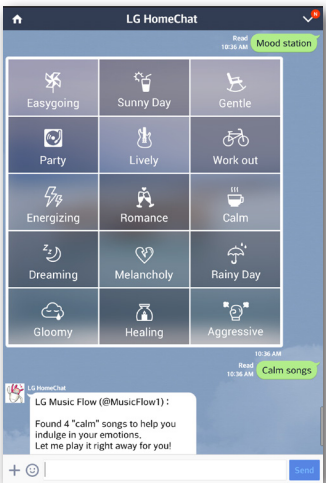 LG HomeChat
N
Read
10:36 AM
Mood station
Easygoing
Sunny Day
Gentle
Party
Lively
Work out
Energizing
Romance
Calm
Dreaming
Melancholy
Rainy Day
Gloomy
Healing
Aggressive
10:36 AM
Read
10:36 AM
Calm songs
LG HomeChat
LG Music Flow (@MusicFlow1) :
Found 4 "calm" songs to help you
indulge in your emotions.
Let me play it right away for you!
Send